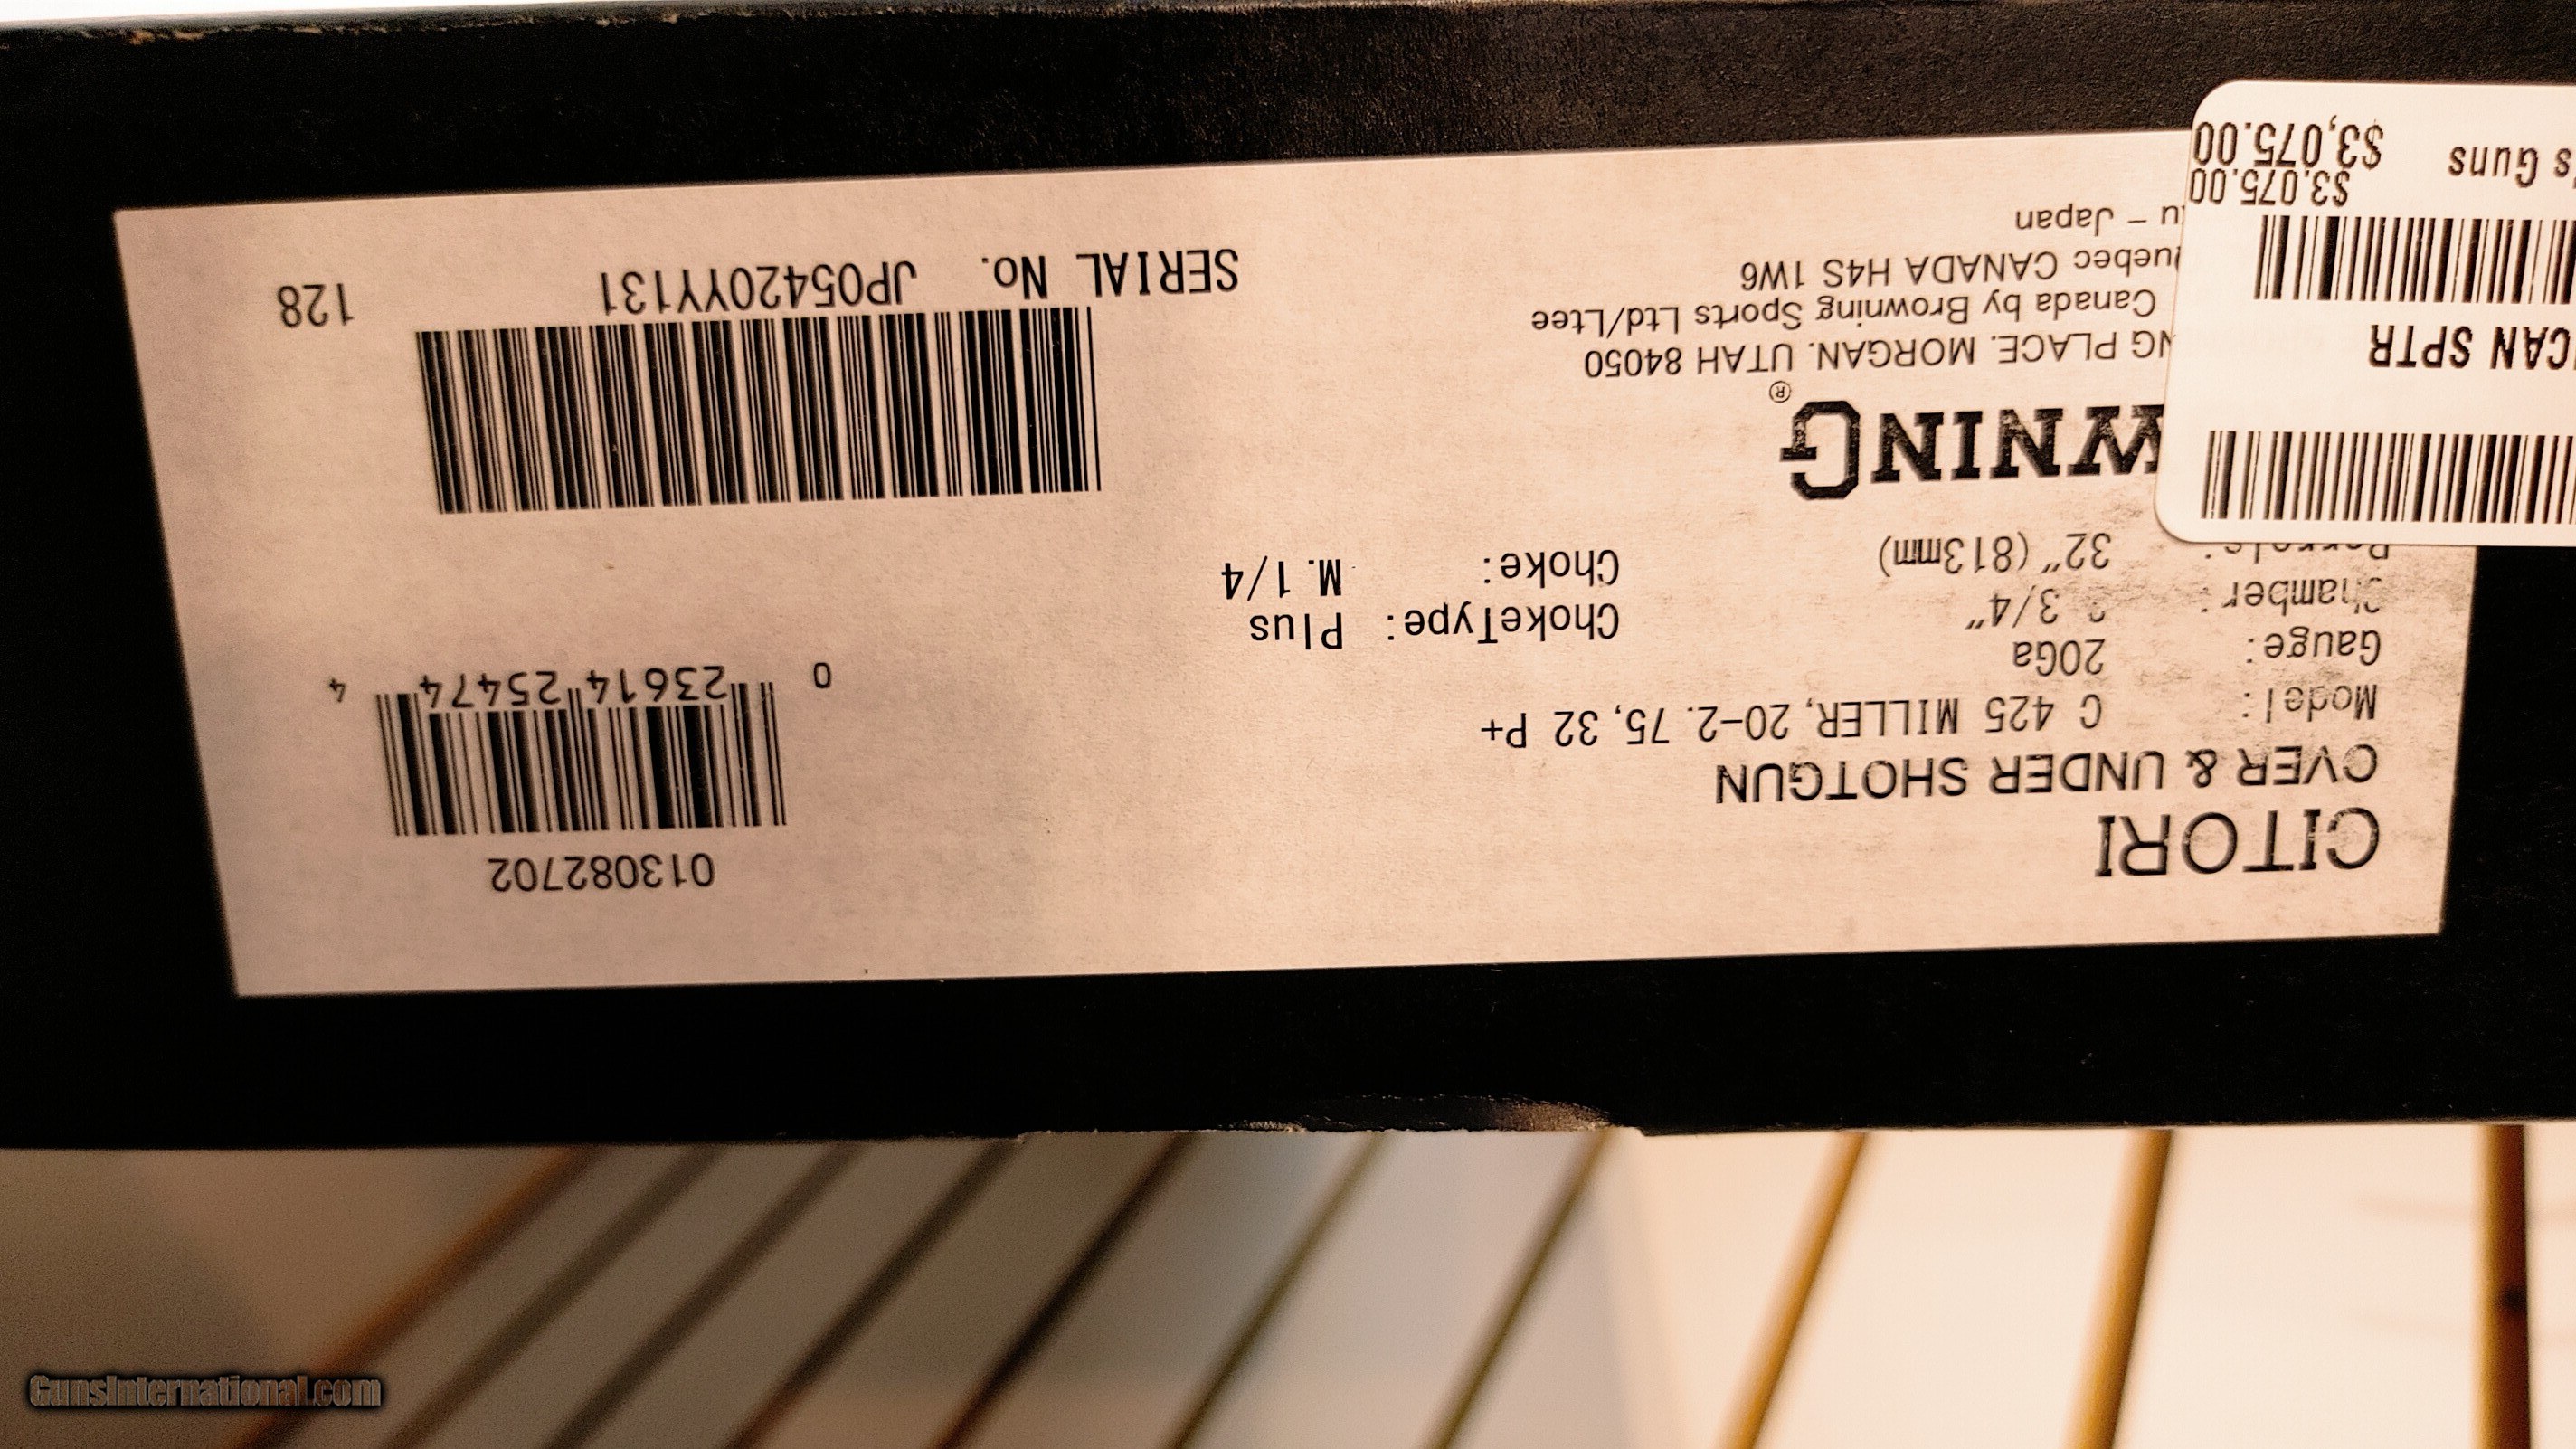 CITORI
OVER & UNDER SHOTGUN
Model: C 425 MILLER, 20-2. 75, 32 P+
Gauge: 20Ga
Chamber: 3/4"
32" (813mm)
ChokeType: Plus
Choke: M. 1/4
WNING®
NG PLACE. MORGAN. UTAH 84050
Canada by Browning Sports Ltd/Ltee
uebec CANADA H4S 1W6
u - Japan
013082702
0 23614 25474 4
SERIAL No. JP05420YY131
128
CAN SPTR
$3,075.00
's Guns $3,075.00
GunsInternational.com